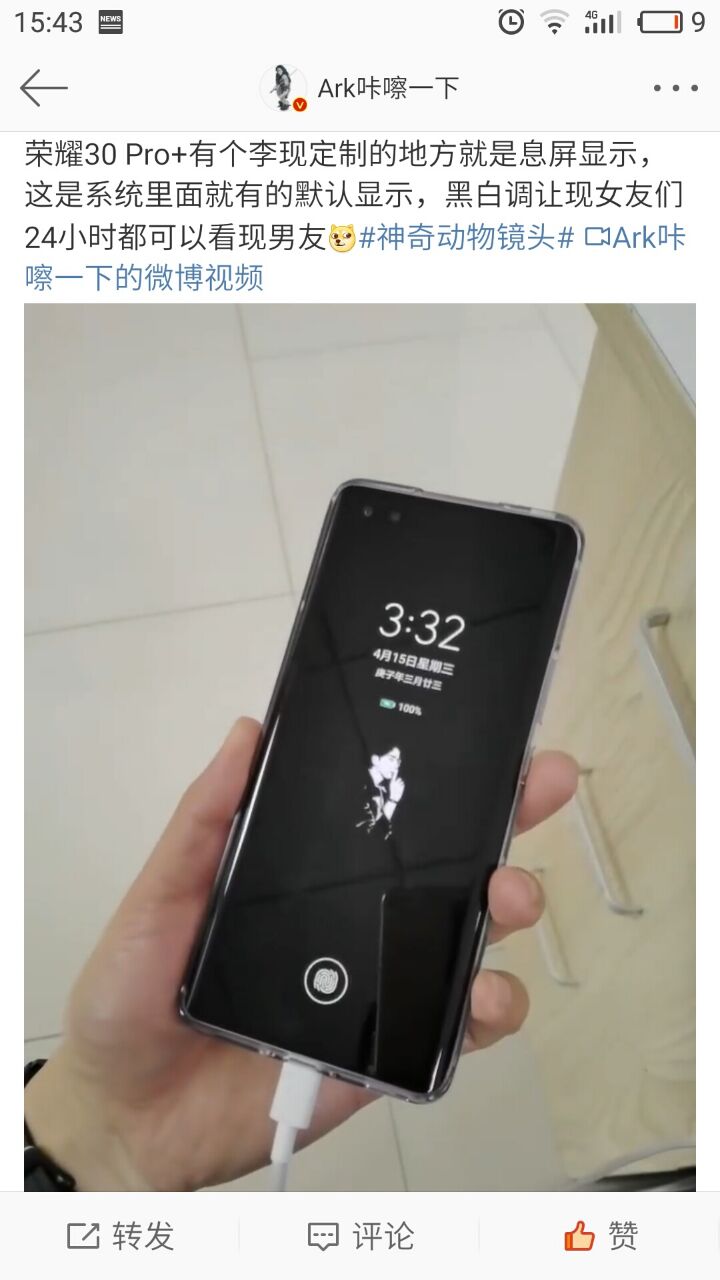 15:43 NEWS 4G 9
Ark咔嚓一下
荣耀30 Pro+有个李现定制的地方就是息屏显示，
这是系统里面就有的默认显示，黑白调让现女友们
24小时都可以看现男友#神奇动物镜头# Ark咔
嚓一下的微博视频
3:32
4月15日星期三
庚子年三月廿三
100%
转发 评论 赞